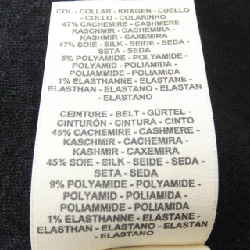 COL - COLLAR - KRAGEN - CUELLO
- COLLO - COLARINHO
47% CACHEMIRE - CASHMERE -
KASCHMIR - CACHEMIRA -
KASHMIR - CAXEMIRA
47% SOIE - SILK - SEIDE - SEDA -
SETA - SEDA
5% POLYAMIDE - POLYAMIDE -
POLYAMID - POLIAMIDA -
POLIAMMIDE - POLIAMIDA
1% ELASTHANNE - ELASTANE -
ELASTHAN - ELASTANO - ELASTAN
- ELASTANO
CEINTURE - BELT - GÜRTEL -
CINTURÓN - CINTURA - CINTO
45% CACHEMIRE - CASHMERE -
KASCHMIR - CACHEMIRA -
KASHMIR - CAXEMIRA
45% SOIE - SILK - SEIDE - SEDA -
SETA - SEDA
9% POLYAMIDE - POLYAMIDE -
POLYAMID - POLIAMIDA -
POLIAMMIDE - POLIAMIDA
1% ELASTHANNE - ELASTANE -
ELASTHAN - ELASTANO - ELASTAN
- ELASTANO